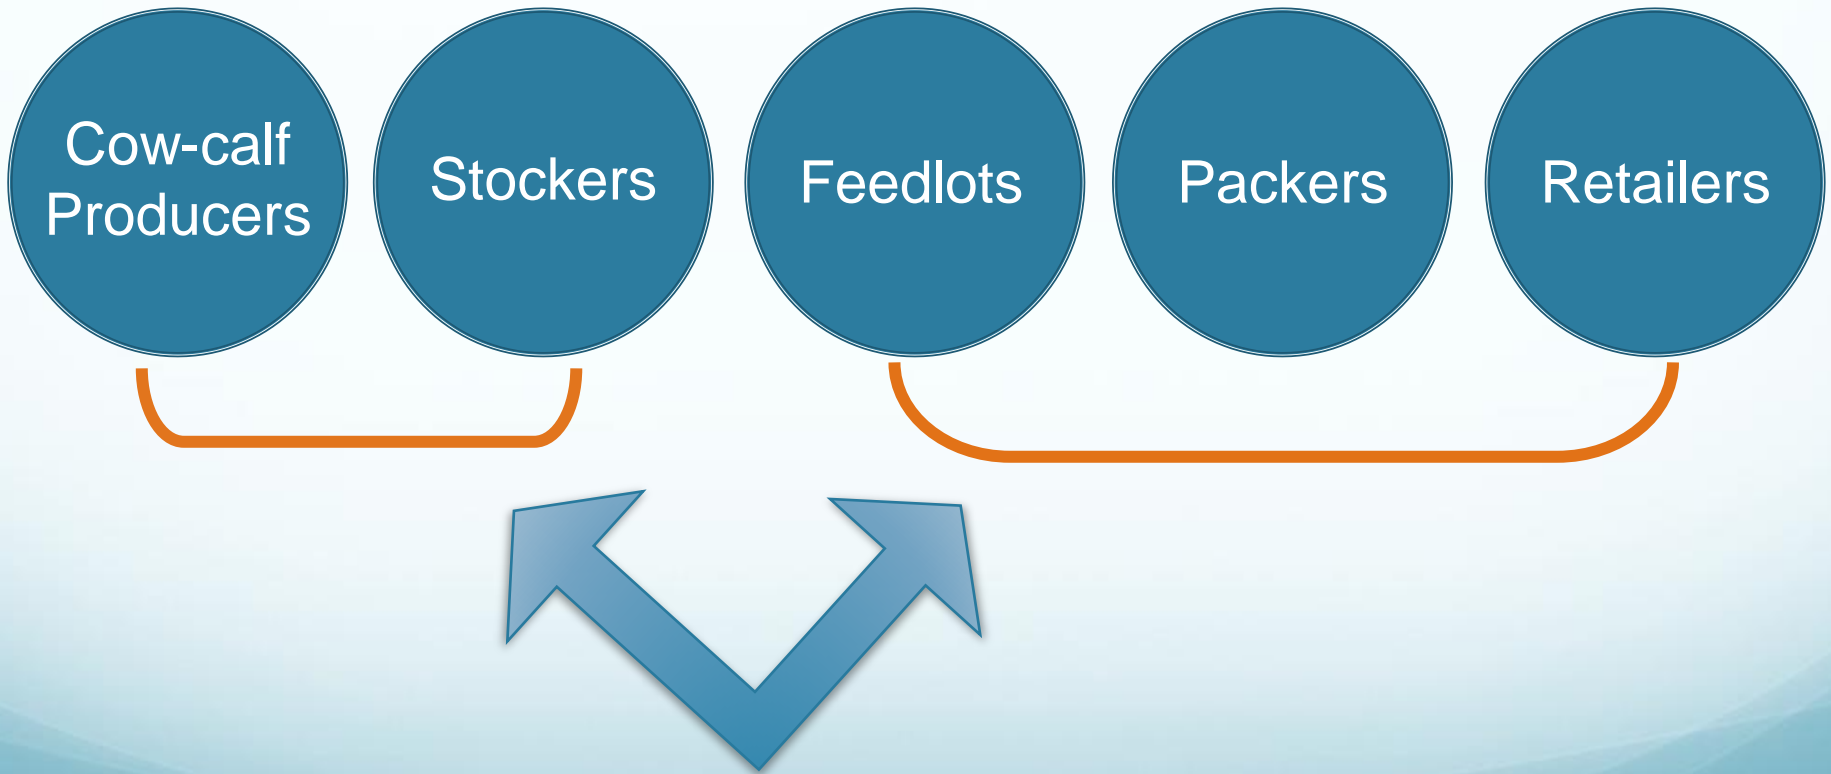 Cow-calf
Producers
Stockers
Feedlots
Packers
Retailers